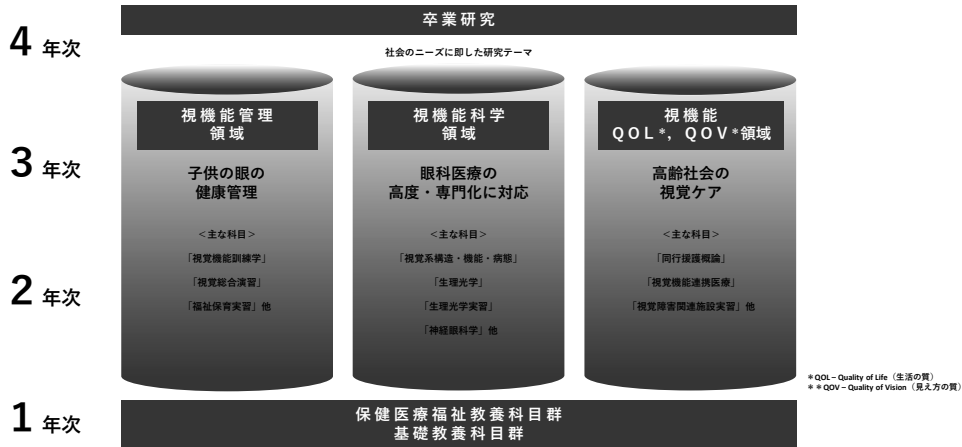 卒業研究
4 年次
社会のニーズに即した研究テーマ
視機能管理
領域
視機能科学
領域
視機能
QOL*，QOV*領域
3 年次
子供の眼の
健康管理
眼科医療の
高度・専門化に対応
高齢社会の
視覚ケア
＜主な科目＞
「視覚機能訓練学」
「視覚総合演習」
「福祉保育実習」他
＜主な科目＞
「視覚系構造・機能・病態」
「生理光学」
「生理光学実習」
「神経眼科学」他
＜主な科目＞
「同行援護概論」
「視覚機能連携医療」
「視覚障害関連施設実習」他
2 年次
＊QOL – Quality of Life（生活の質）
＊＊QOV – Quality of Vision（見え方の質）
1 年次
保健医療福祉教養科目群
基礎教養科目群